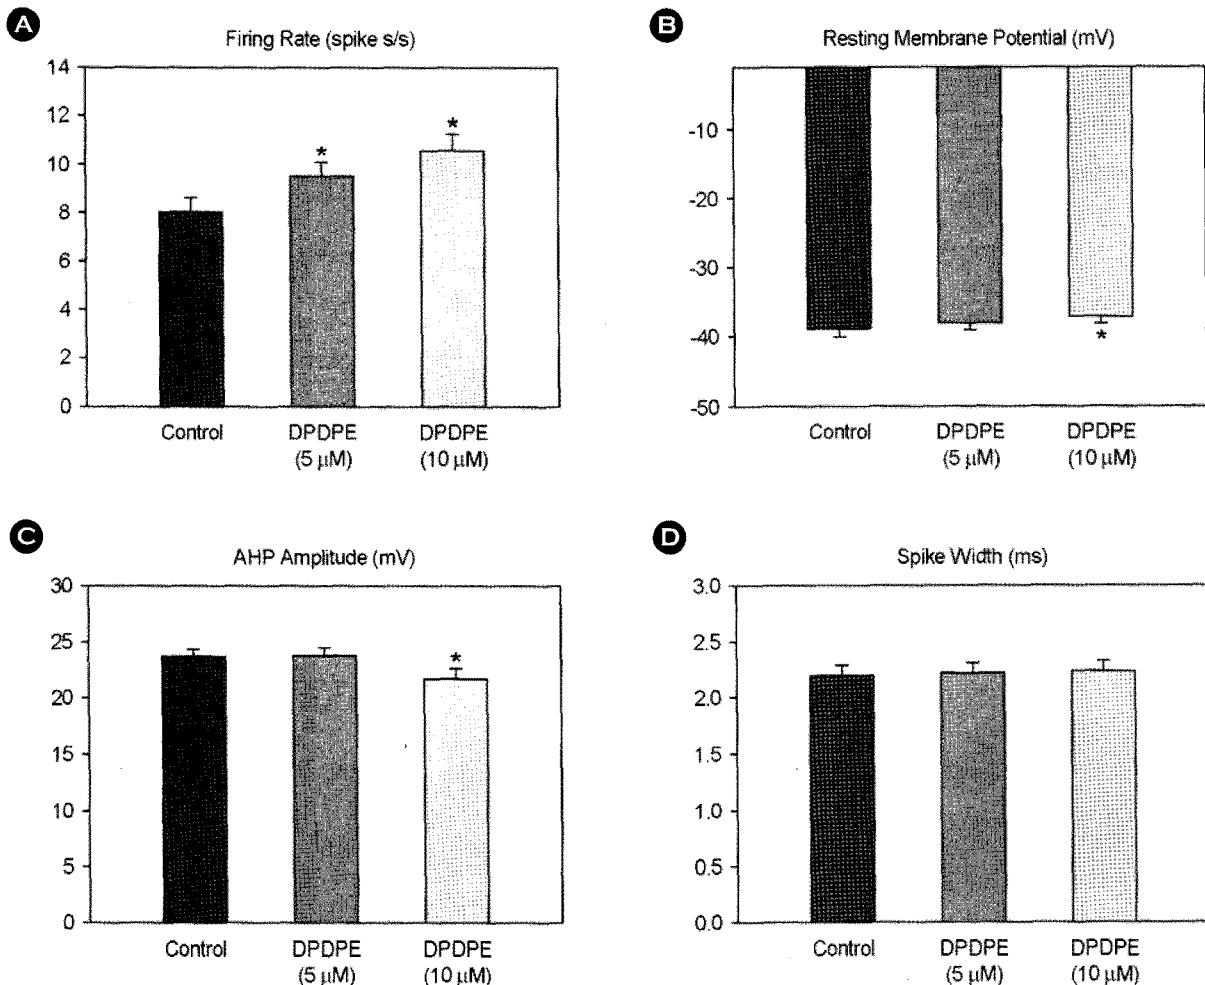 A
Firing Rate (spike s/s)
14
12
10
8
6
4
2
0
*
*
Control
DPDPE
(5 μM)
DPDPE
(10 μM)
B
Resting Membrane Potential (mV)
-10
-20
-30
-40
-50
*
Control
DPDPE
(5 μM)
DPDPE
(10 μM)
C
AHP Amplitude (mV)
30
25
20
15
10
5
0
*
Control
DPDPE
(5 μM)
DPDPE
(10 μM)
D
Spike Width (ms)
3.0
2.5
2.0
1.5
1.0
0.5
0.0
Control
DPDPE
(5 μM)
DPDPE
(10 μM)